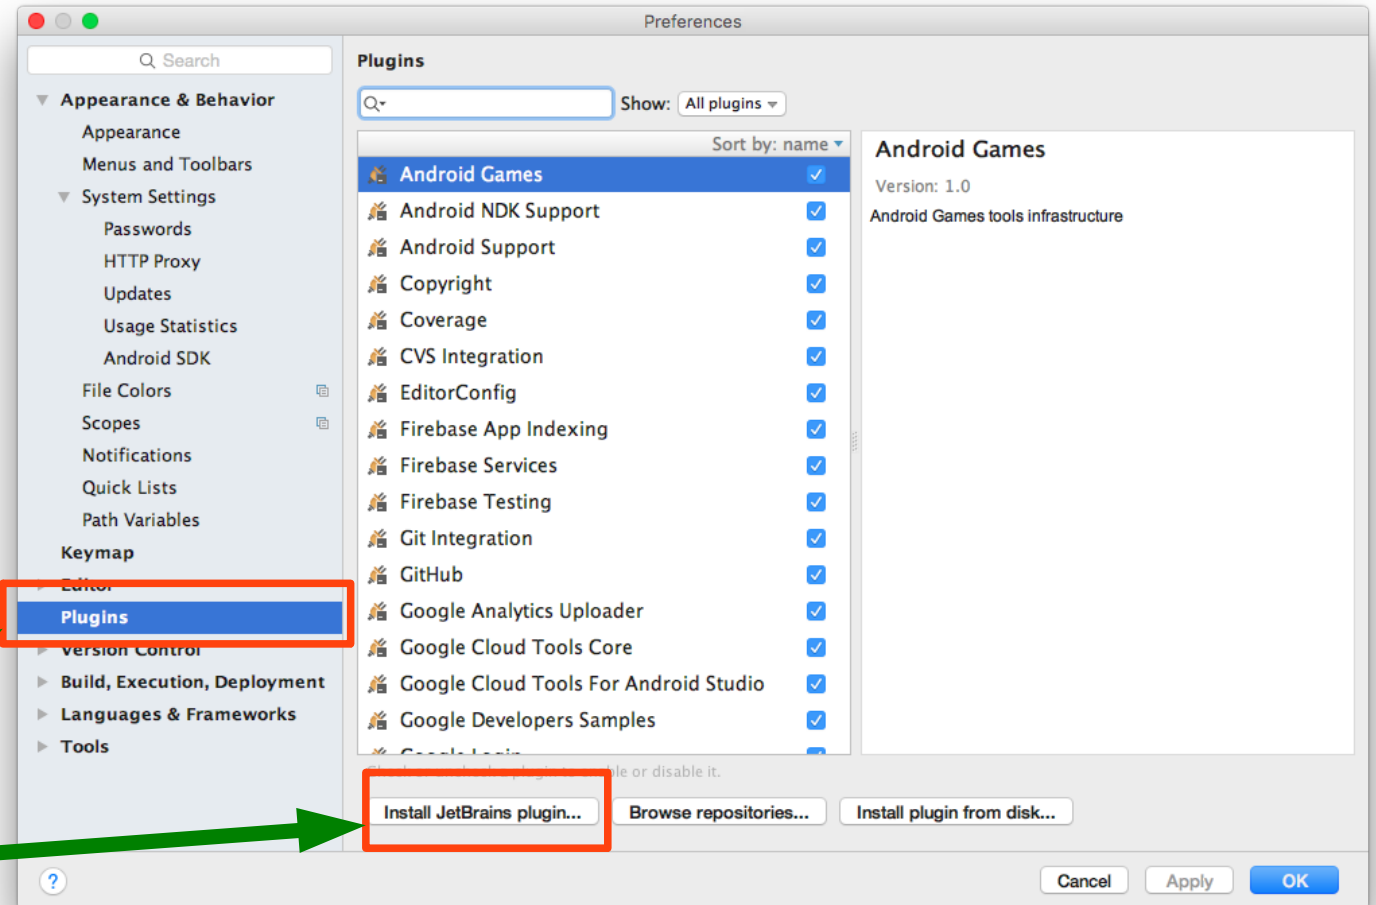 Preferences
Search
Appearance & Behavior
Appearance
Menus and Toolbars
System Settings
Passwords
HTTP Proxy
Updates
Usage Statistics
Android SDK
File Colors
Scopes
Notifications
Quick Lists
Path Variables
Keymap
Editor
Plugins
Version Control
Build, Execution, Deployment
Languages & Frameworks
Tools
Plugins
Show: All plugins
Sort by: name
Android Games
Android NDK Support
Android Support
Copyright
Coverage
CVS Integration
EditorConfig
Firebase App Indexing
Firebase Services
Firebase Testing
Git Integration
GitHub
Google Analytics Uploader
Google Cloud Tools Core
Google Cloud Tools For Android Studio
Google Developers Samples
Google Login
or disable it.
Install JetBrains plugin... Browse repositories... Install plugin from disk...
Android Games
Version: 1.0
Android Games tools infrastructure
? Cancel Apply OK